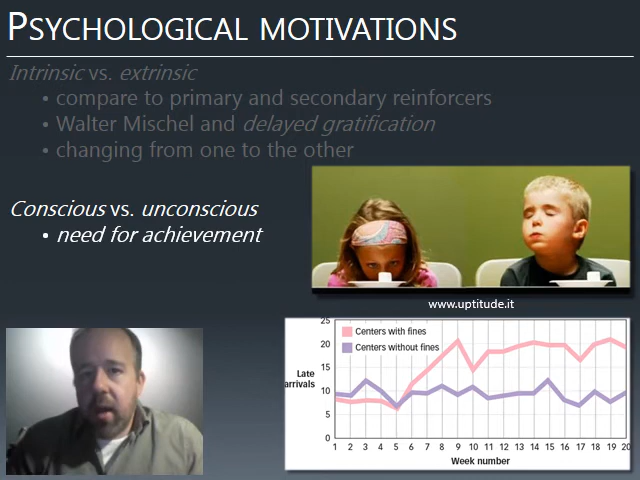 PSYCHOLOGICAL MOTIVATIONS
Intrinsic vs. extrinsic
• compare to primary and secondary reinforcers
• Walter Mischel and delayed gratification
• changing from one to the other
Conscious vs. unconscious
• need for achievement
www.uptitude.it
25
20
15
10
5
0
Centers with fines
Centers without fines
Late
arrivals
1 2 3 4 5 6 7 8 9 10 11 12 13 14 15 16 17 18 19 20
Week number